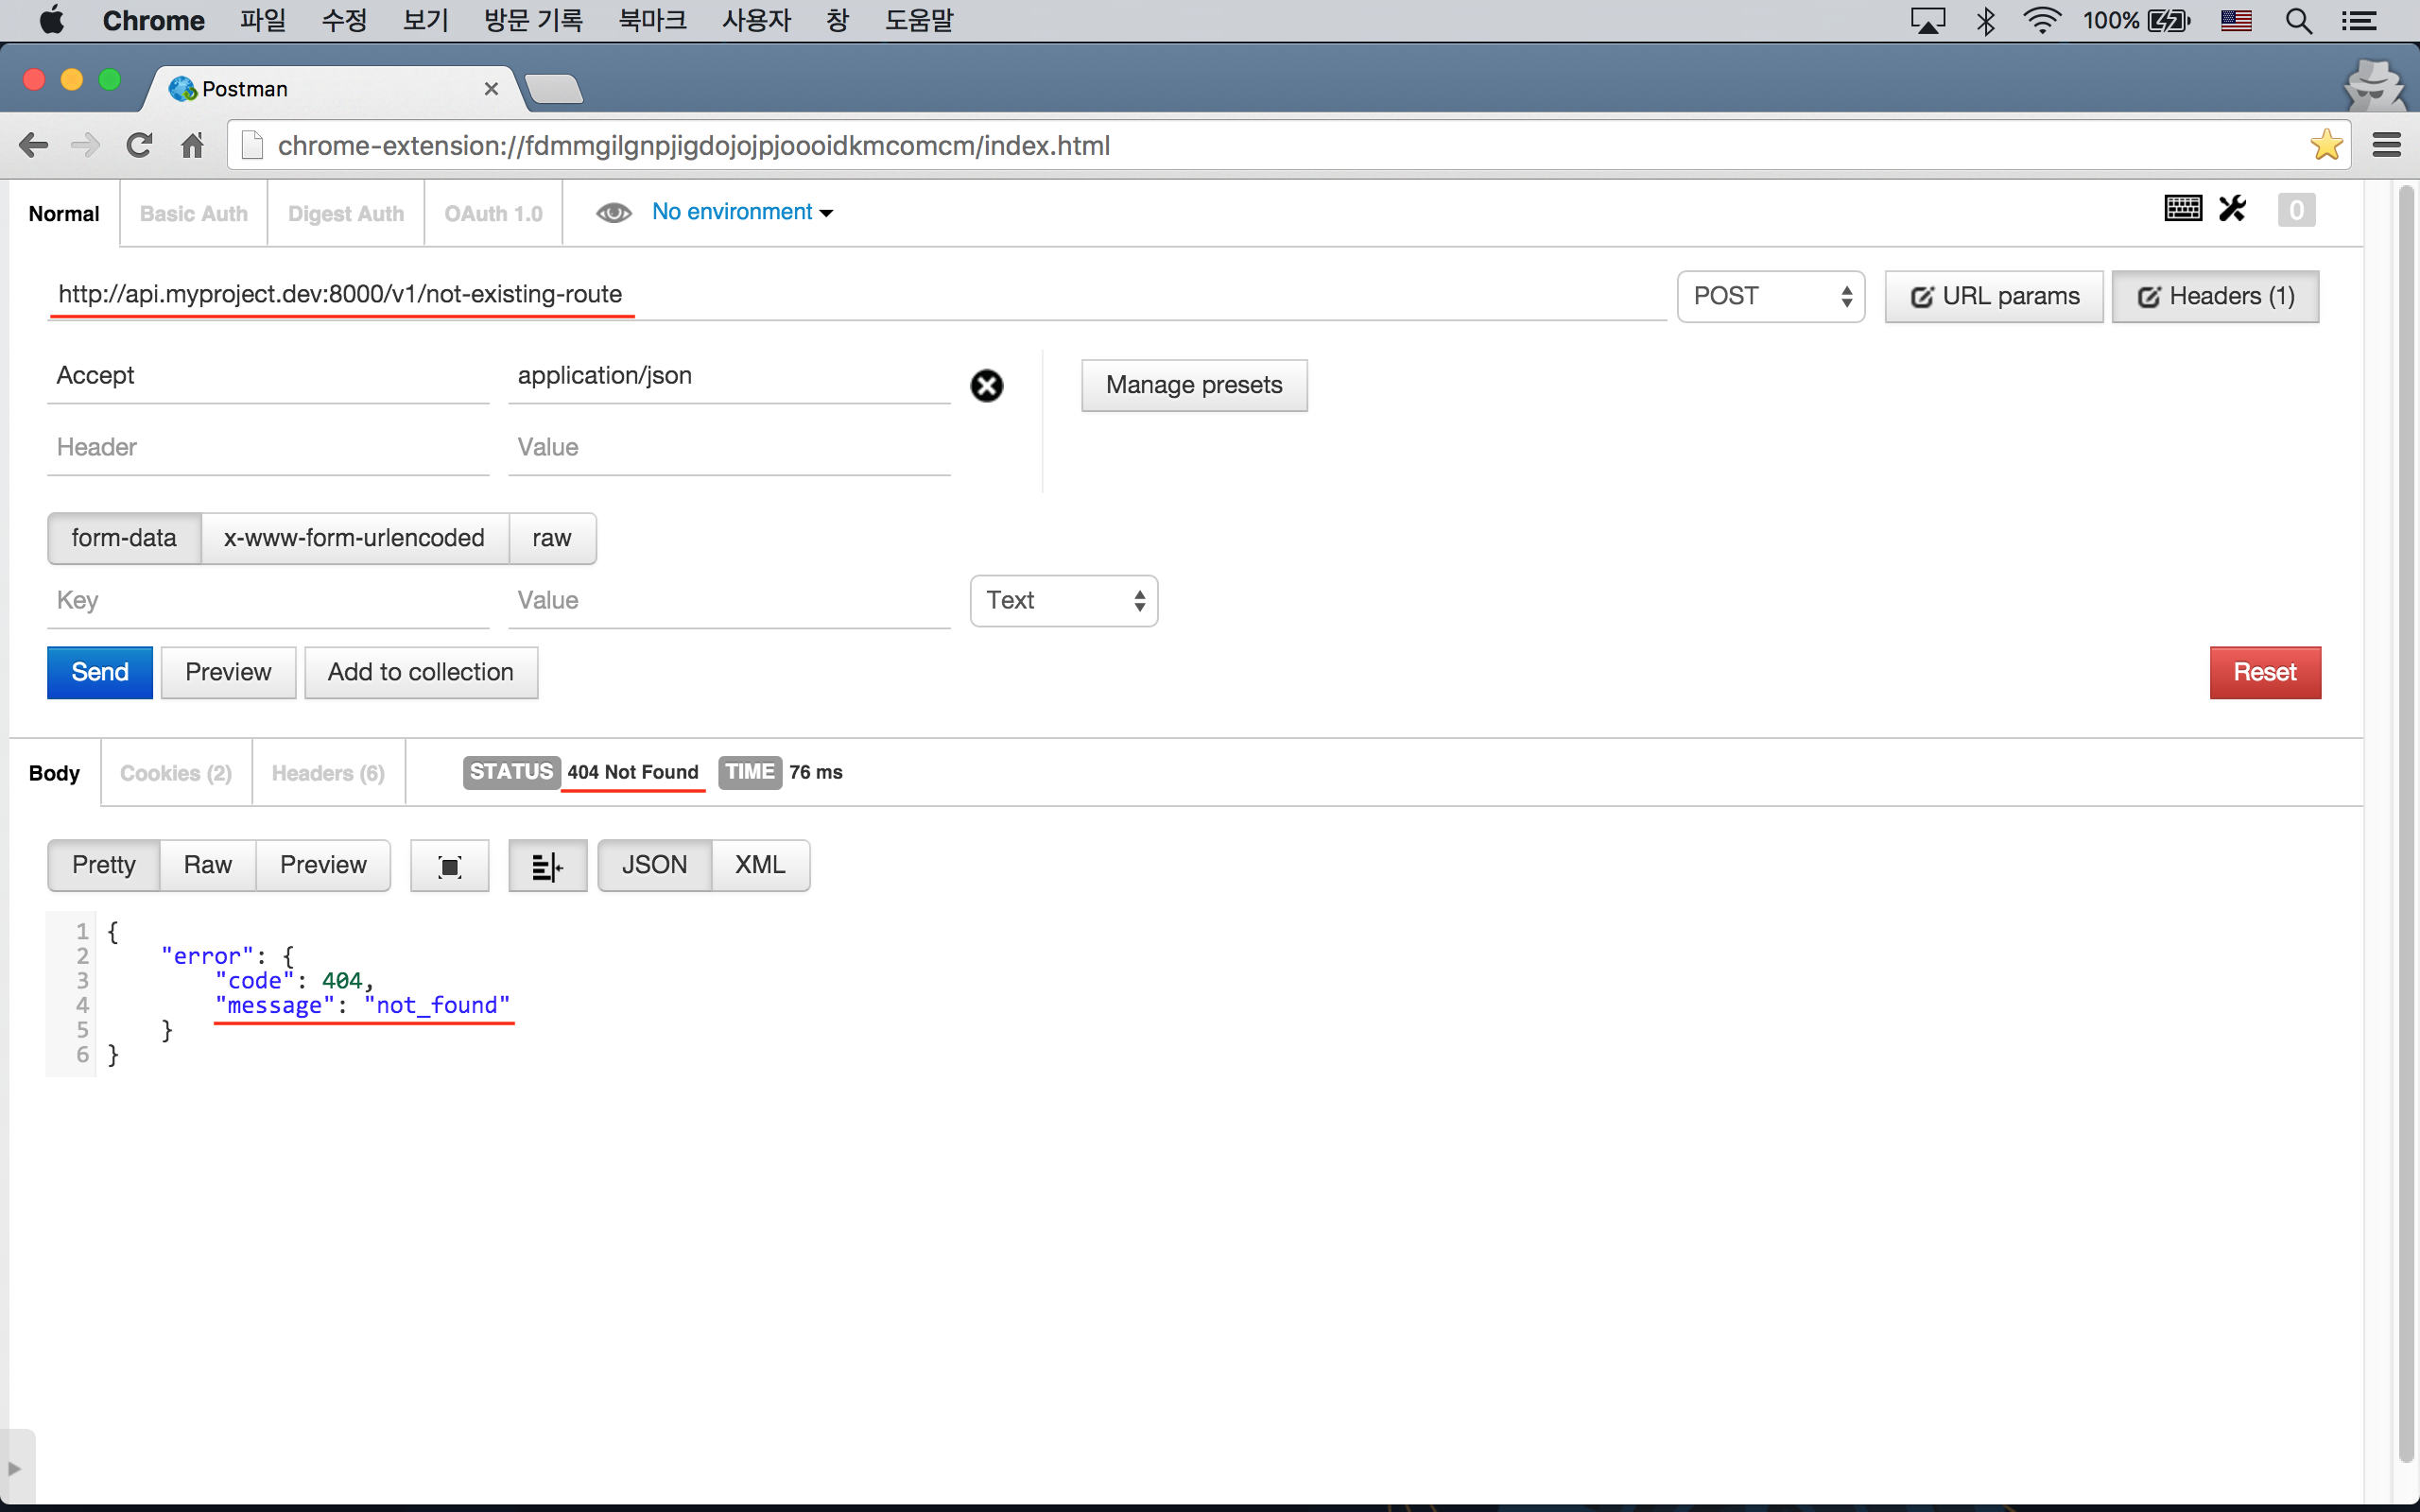 Chrome 파일 수정 보기 방문 기록 북마크 사용자 창 도움말 100%
Postman
chrome-extension://fdmmgilgnpjigdojojpjoooidkmcomcm/index.html
Normal Basic Auth Digest Auth OAuth 1.0 No environment 0
http://api.myproject.dev:8000/v1/not-existing-route POST URL params Headers (1)
Accept application/json Manage presets
Header Value
form-data x-www-form-urlencoded raw
Key Value Text
Send Preview Add to collection Reset
Body Cookies (2) Headers (6) STATUS 404 Not Found TIME 76 ms
Pretty Raw Preview JSON XML
1 {
2 "error": {
3 "code": 404,
4 "message": "not_found"
5 }
6 }